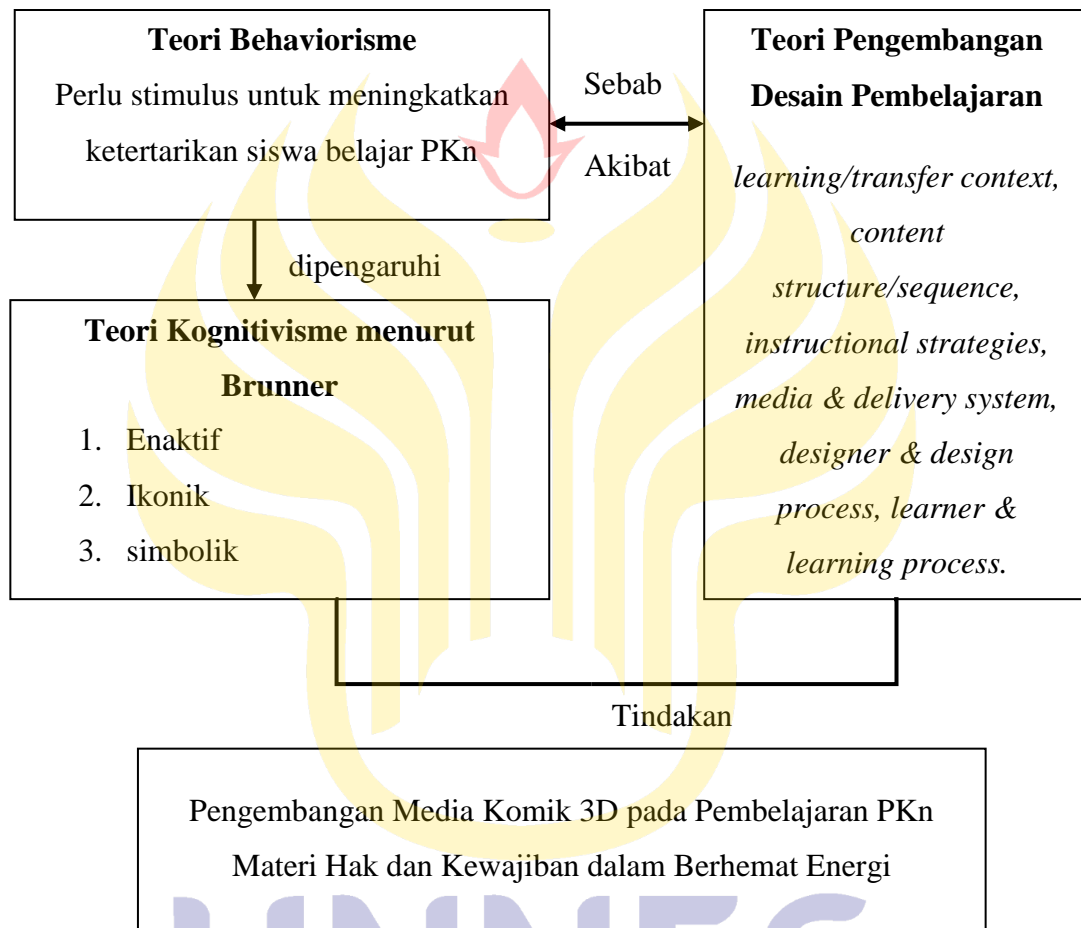 Teori Behaviorisme
Perlu stimulus untuk meningkatkan
ketertarikan siswa belajar PKn
Sebab
Akibat
Teori Pengembangan
Desain Pembelajaran
learning/transfer context,
content
structure/sequence,
instructional strategies,
media & delivery system,
designer & design
process, learner &
learning process.
dipengaruhi
Teori Kognitivisme menurut
Brunner
1. Enaktif
2. Ikonik
3. simbolik
Tindakan
Pengembangan Media Komik 3D pada Pembelajaran PKn
Materi Hak dan Kewajiban dalam Berhemat Energi
UNNES